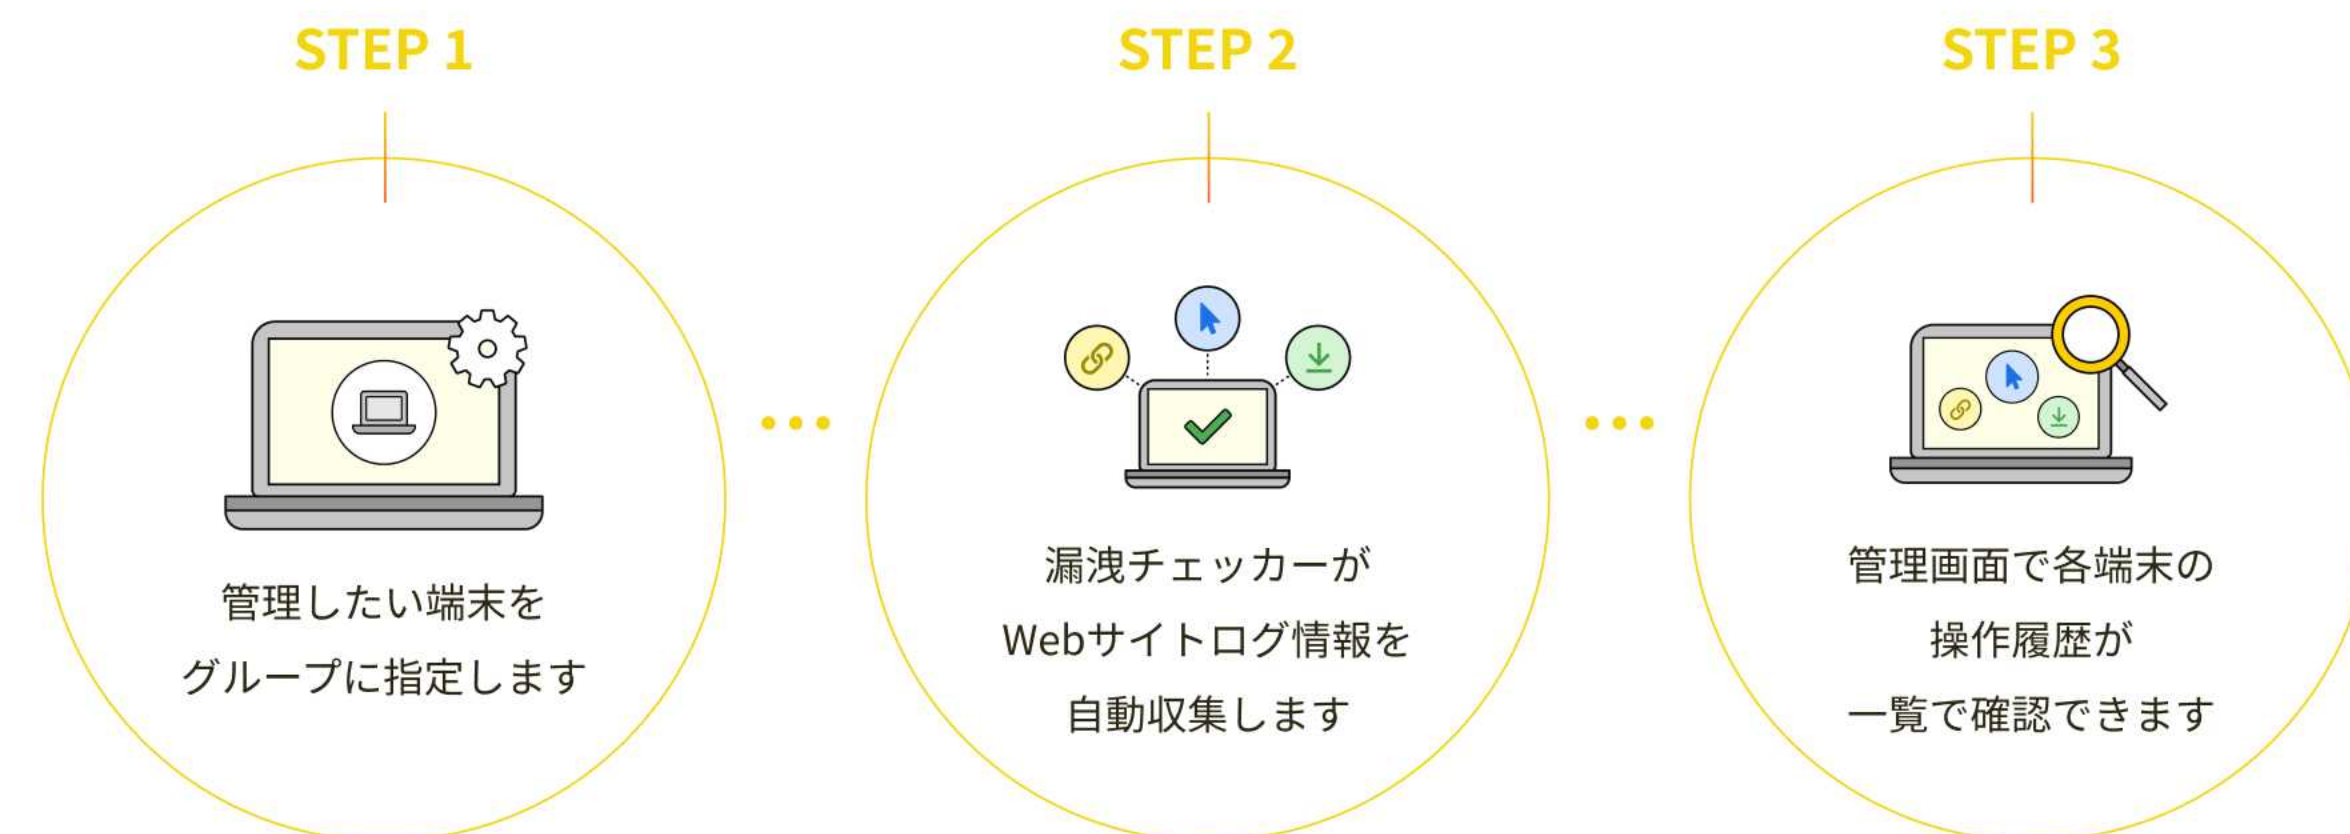 STEP 1
管理したい端末を
グループに指定します
STEP 2
漏洩チェッカーが
Webサイトログ情報を
自動収集します
STEP 3
管理画面で各端末の
操作履歴が
一覧で確認できます